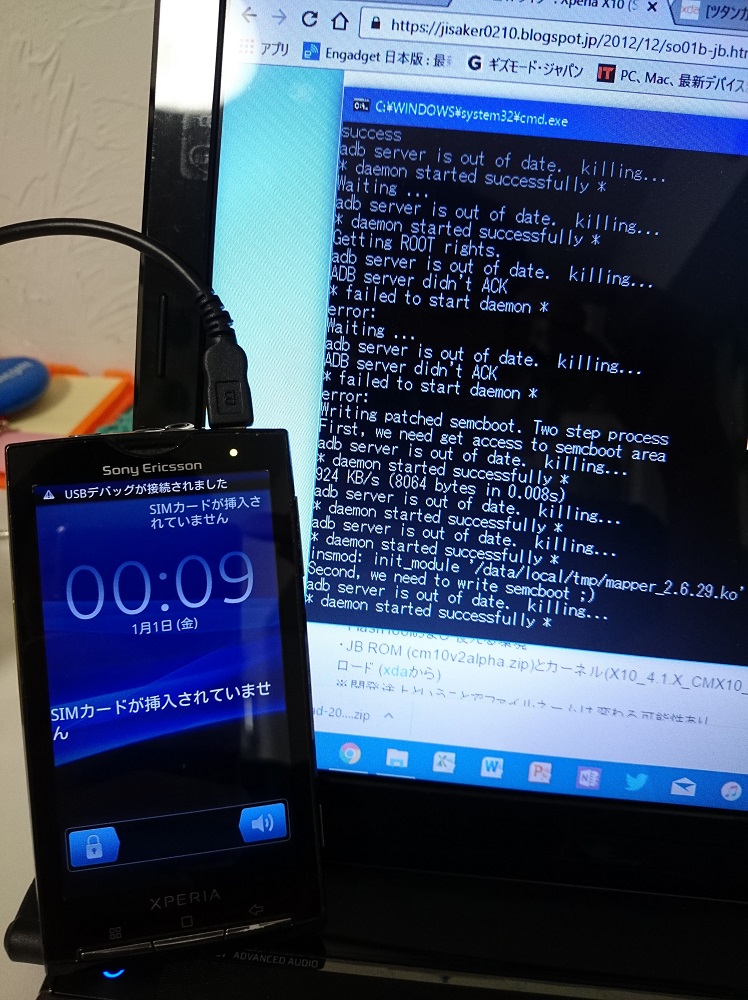 Xperia X10 (S
[ツタンカ
https://jisaker0210.blogspot.jp/2012/12/so01b-jb.htm
アプリ
Engadget 日本版 : 最
ギズモード・ジャパン
PC、Mac、最新デバイス
C:¥WINDOWS¥system32¥cmd.exe
success
adb server is out of date.  killing...
* daemon started successfully *
Waiting ...
adb server is out of date.  killing...
* daemon started successfully *
Getting ROOT rights.
adb server is out of date.  killing...
ADB server didn't ACK
* failed to start daemon *
error:
Waiting ...
adb server is out of date.  killing...
ADB server didn't ACK
* failed to start daemon *
error:
Writing patched semcboot. Two step process
First, we need get access to semcboot area
adb server is out of date.  killing...
* daemon started successfully *
924 KB/s (8064 bytes in 0.008s)
adb server is out of date.  killing...
* daemon started successfully *
adb server is out of date.  killing...
* daemon started successfully *
insmod: init_module '/data/local/tmp/mapper_2.6.29.ko'
Second, we need to write semcboot ;)
adb server is out of date.  killing...
* daemon started successfully *
・JB ROM (cm10v2alpha.zip)とカーネル(X10_4.1.X_CMX10_
ロード (xdaから)
ad-20....zip
Sony Ericsson
USBデバッグが接続されました
SIMカードが挿入さ
れていません
00:09
1月1日 (金)
SIMカードが挿入されていませ
ん
XPERIA
ADVANCED AUDIO